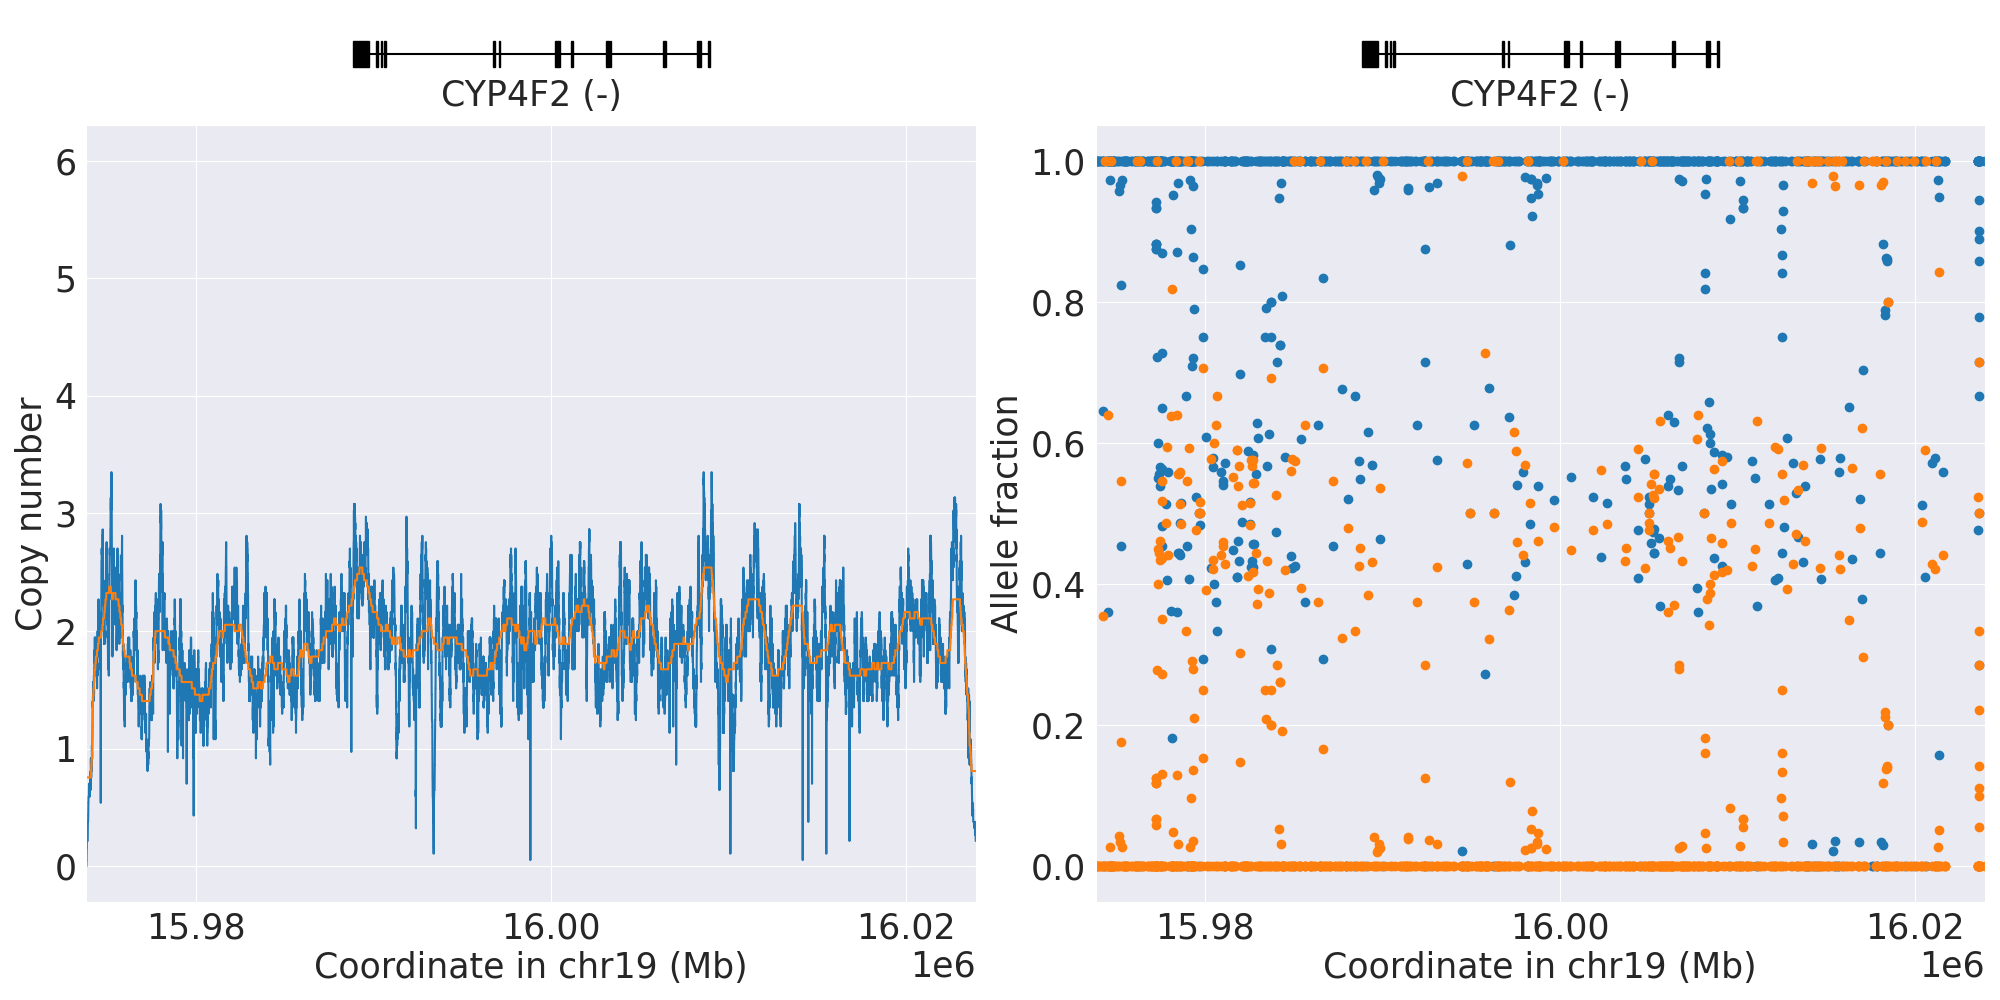 CYP4F2 (-)
6
5
4
3
2
1
0
Copy number
15.98
16.00
16.02
Coordinate in chr19 (Mb)
1e6
CYP4F2 (-)
1.0
0.8
0.6
0.4
0.2
0.0
Allele fraction
15.98
16.00
16.02
Coordinate in chr19 (Mb)
1e6